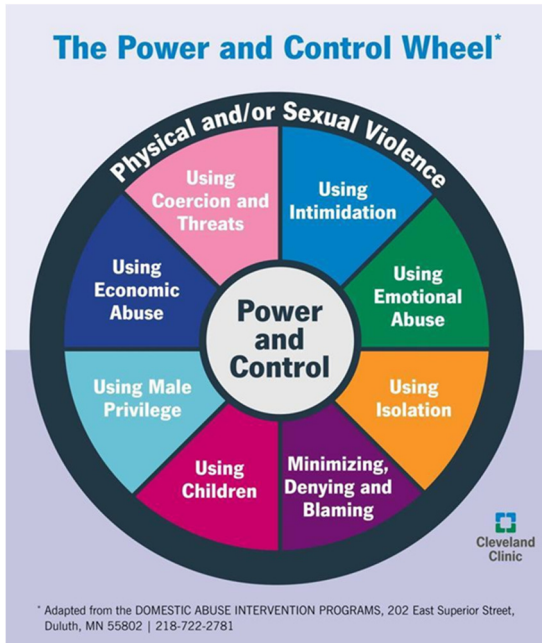 The Power and Control Wheel*
Physical and/or Sexual Violence
Using
Coercion and
Threats
Using
Intimidation
Using
Emotional
Abuse
Using
Isolation
Minimizing,
Denying and
Blaming
Using
Children
Using Male
Privilege
Using
Economic
Abuse
Power
and
Control
Cleveland
Clinic
* Adapted from the DOMESTIC ABUSE INTERVENTION PROGRAMS, 202 East Superior Street,
Duluth, MN 55802 | 218-722-2781